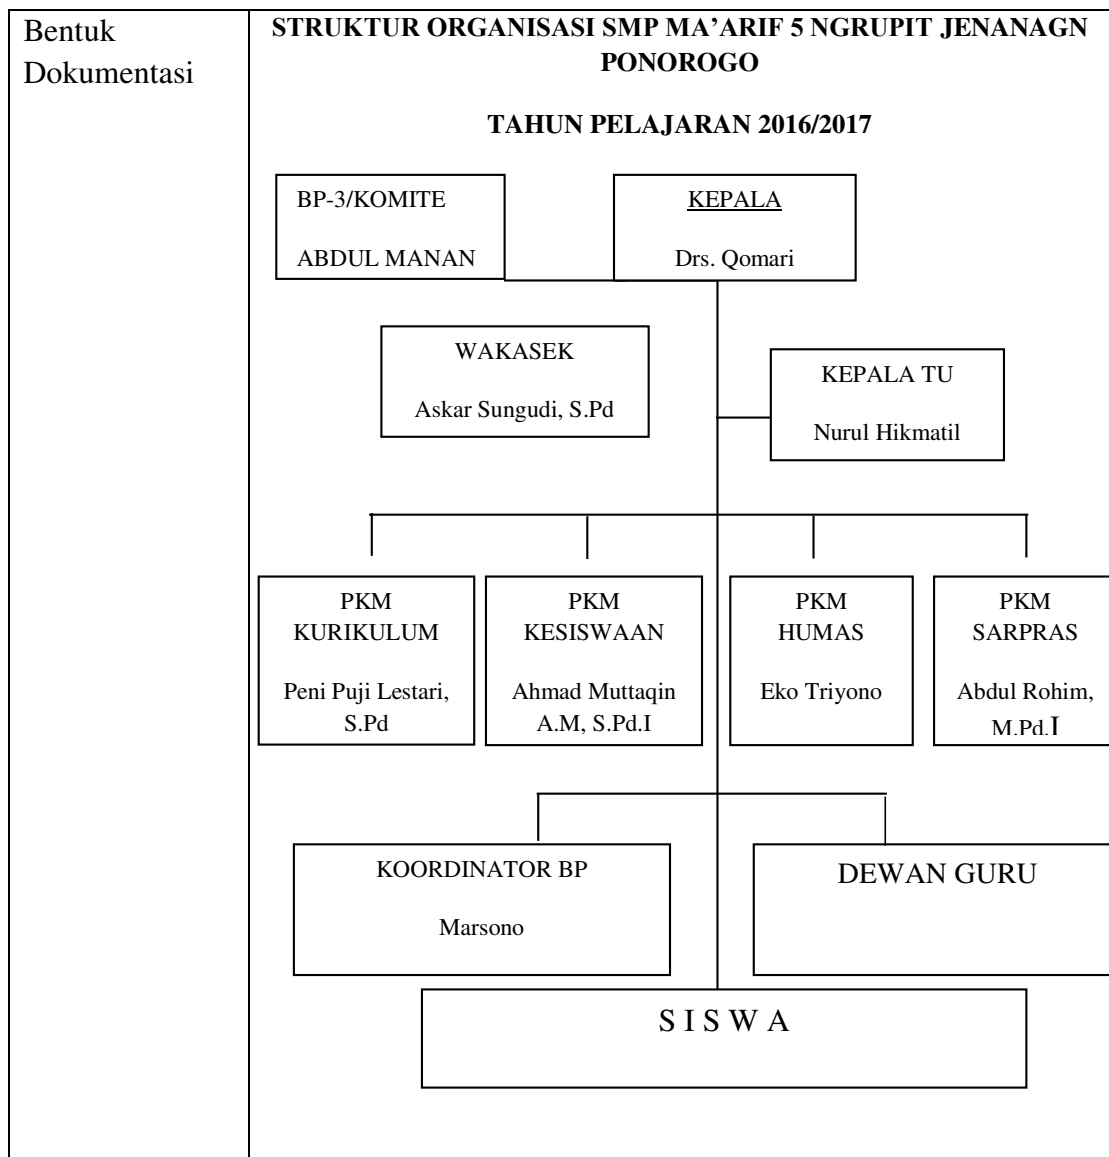 Bentuk
Dokumentasi
STRUKTUR ORGANISASI SMP MA’ARIF 5 NGRUPIT JENANAGN
PONOROGO
TAHUN PELAJARAN 2016/2017
BP-3/KOMITE
ABDUL MANAN
KEPALA
Drs. Qomari
WAKASEK
Askar Sungudi, S.Pd
KEPALA TU
Nurul Hikmatil
PKM
KURIKULUM
Peni Puji Lestari,
S.Pd
PKM
KESISWAAN
Ahmad Muttaqin
A.M, S.Pd.I
PKM
HUMAS
Eko Triyono
PKM
SARPRAS
Abdul Rohim,
M.Pd.I
KOORDINATOR BP
Marsono
DEWAN GURU
S I S W A